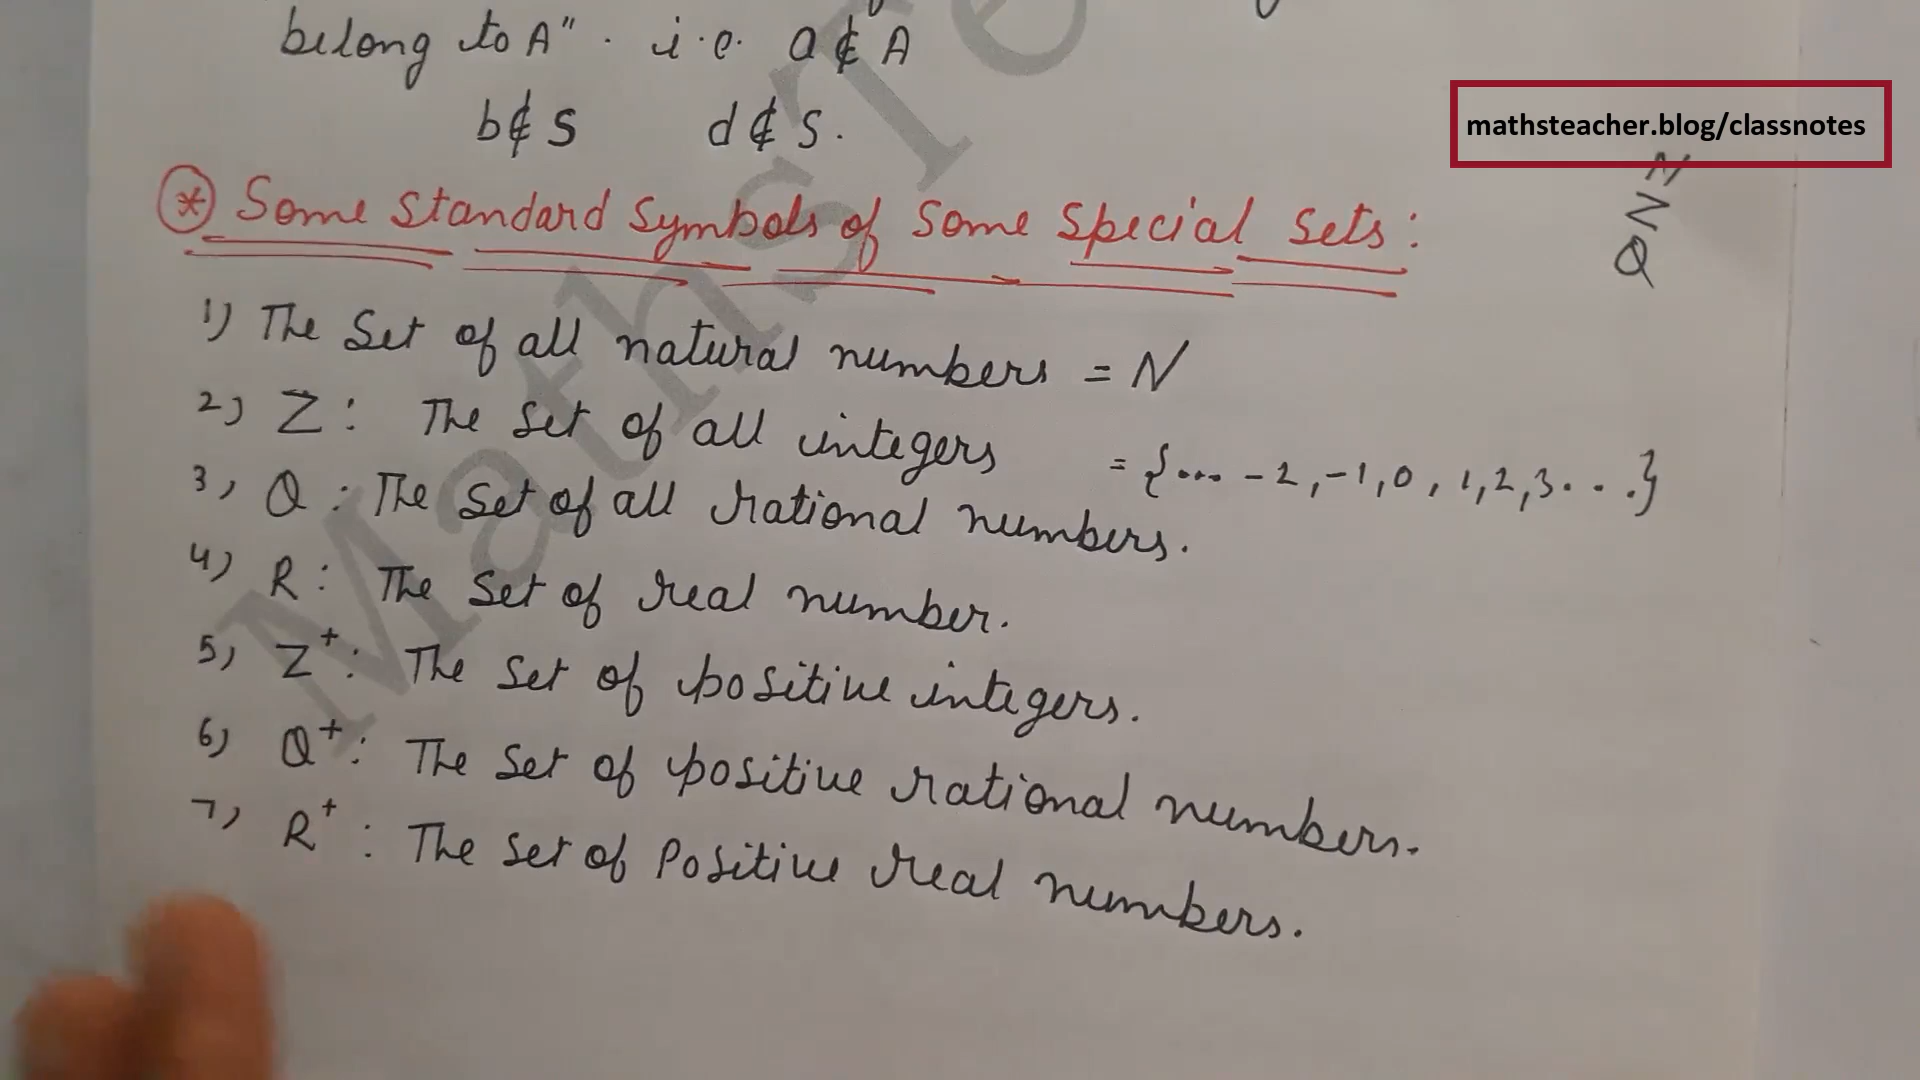 belong to A". i.e. a ∉ A
b ∉ S d ∉ S.
mathsteacher.blog/classnotes
N
Z
Q
* Some Standard Symbols of Some Special Sets:
1) The Set of all natural numbers = N
2) Z: The Set of all integers = {... -2, -1, 0, 1, 2, 3...}
3) Q: The Set of all rational numbers.
4) R: The Set of real number.
5) Z⁺: The Set of positive integers.
6) Q⁺: The Set of positive rational numbers.
7) R⁺: The Set of Positive real numbers.
MathsTe